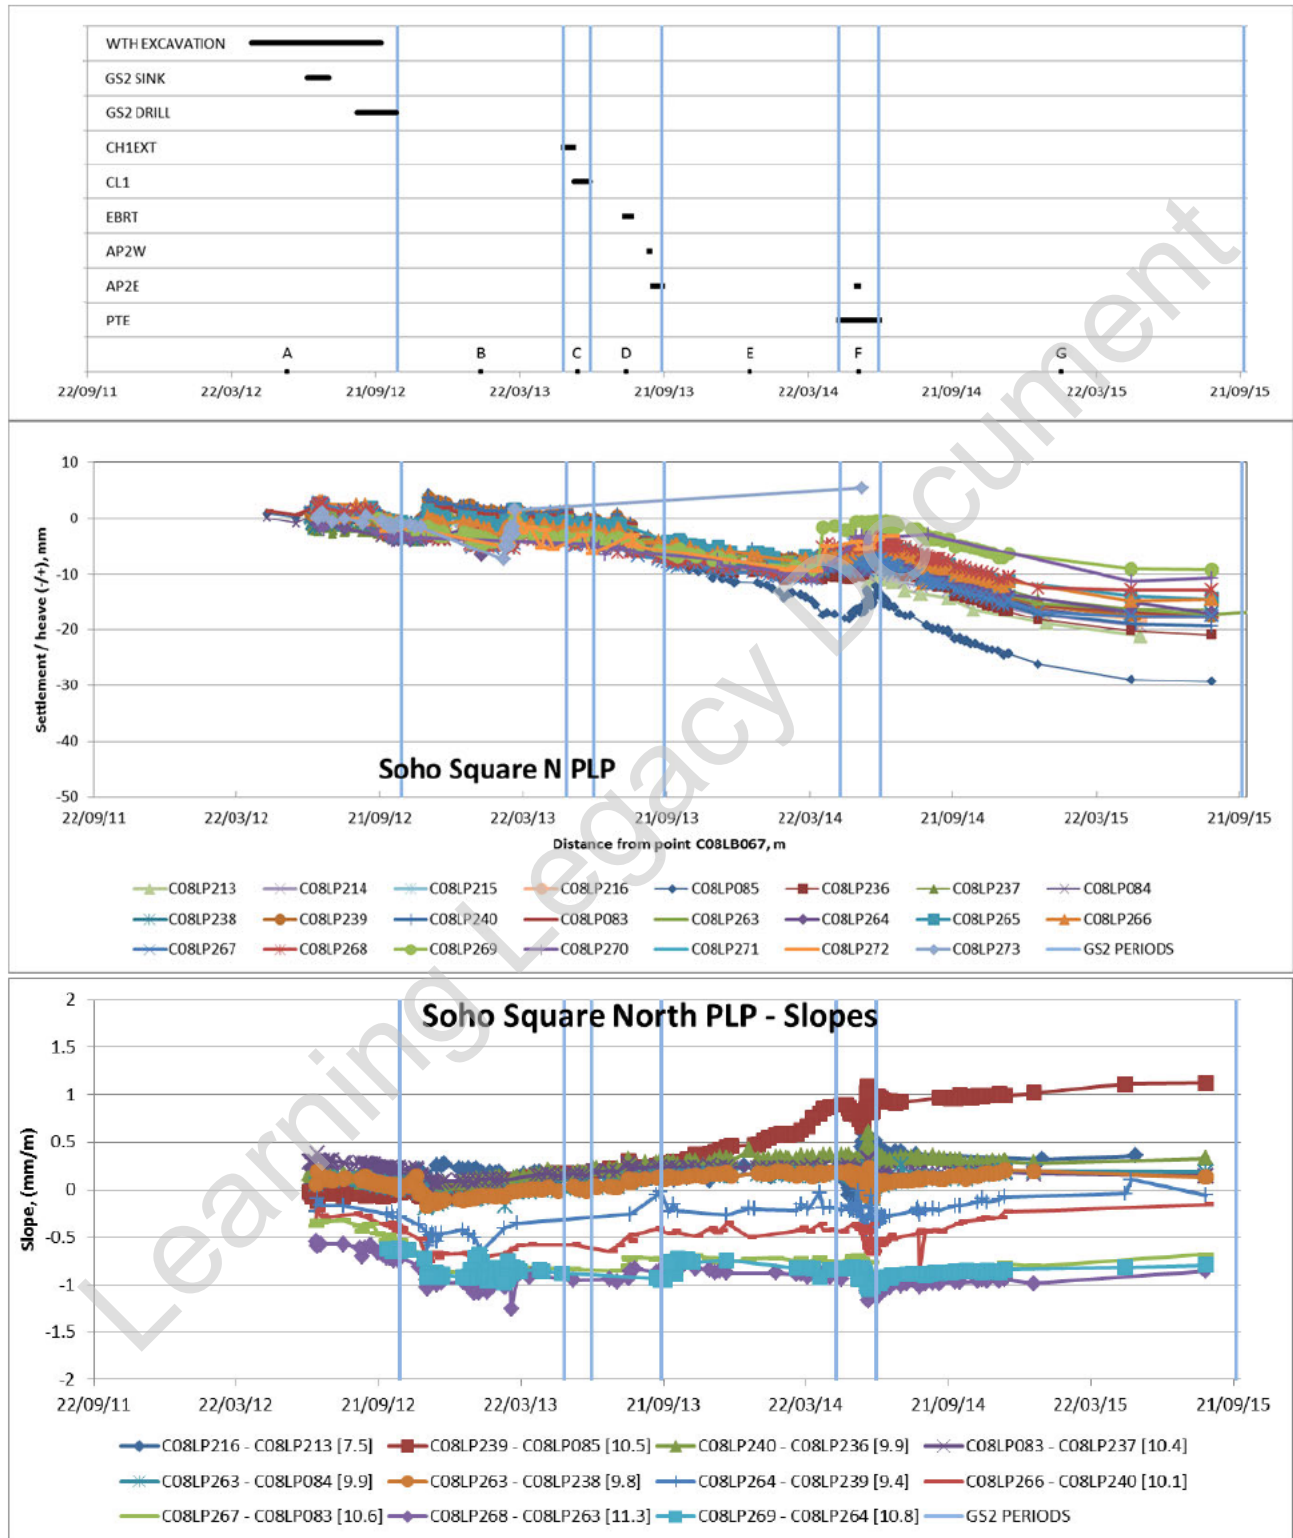 WTH EXCAVATION
GS2 SINK
GS2 DRILL
CH1EXT
CL1
EBRT
AP2W
AP2E
PTE
A B C D E F G
22/09/11 22/03/12 21/09/12 22/03/13 21/09/13 22/03/14 21/09/14 22/03/15 21/09/15
10
0
-10
-20
-30
-40
-50
Settlement / heave (-/+), mm
Soho Square N PLP
22/09/11 22/03/12 21/09/12 22/03/13 21/09/13 22/03/14 21/09/14 22/03/15 21/09/15
Distance from point C08LB067, m
C08LP213 C08LP214 C08LP215 C08LP216 C08LP085 C08LP236 C08LP237 C08LP084
C08LP238 C08LP239 C08LP240 C08LP083 C08LP263 C08LP264 C08LP265 C08LP266
C08LP267 C08LP268 C08LP269 C08LP270 C08LP271 C08LP272 C08LP273 GS2 PERIODS
Soho Square North PLP - Slopes
2
1.5
1
0.5
0
-0.5
-1
-1.5
-2
Slope, (mm/m)
22/09/11 22/03/12 21/09/12 22/03/13 21/09/13 22/03/14 21/09/14 22/03/15 21/09/15
C08LP216 - C08LP213 [7.5] C08LP239 - C08LP085 [10.5] C08LP240 - C08LP236 [9.9] C08LP083 - C08LP237 [10.4]
C08LP263 - C08LP084 [9.9] C08LP263 - C08LP238 [9.8] C08LP264 - C08LP239 [9.4] C08LP266 - C08LP240 [10.1]
C08LP267 - C08LP083 [10.6] C08LP268 - C08LP263 [11.3] C08LP269 - C08LP264 [10.8] GS2 PERIODS
Learning Legacy Document